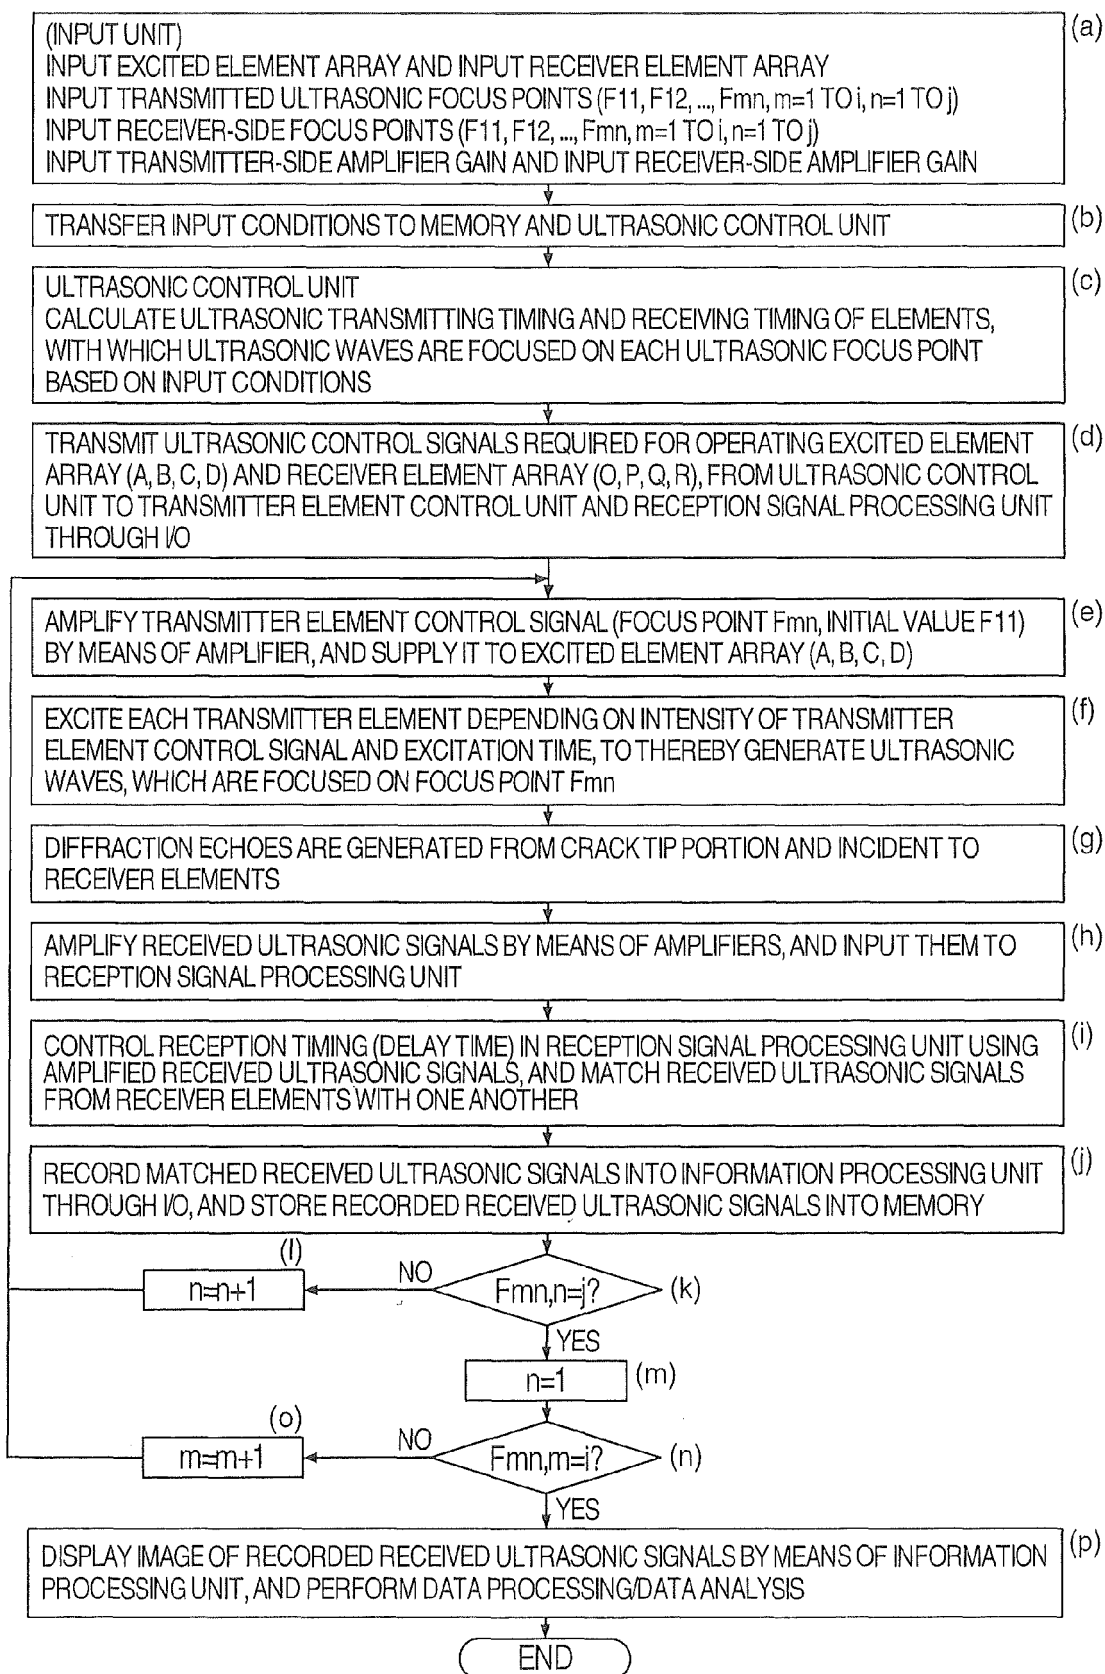 (a)
(INPUT UNIT)
INPUT EXCITED ELEMENT ARRAY AND INPUT RECEIVER ELEMENT ARRAY
INPUT TRANSMITTED ULTRASONIC FOCUS POINTS (F11, F12, ..., Fmn, m=1 TO i, n=1 TO j)
INPUT RECEIVER-SIDE FOCUS POINTS (F11, F12, ..., Fmn, m=1 TO i, n=1 TO j)
INPUT TRANSMITTER-SIDE AMPLIFIER GAIN AND INPUT RECEIVER-SIDE AMPLIFIER GAIN
(b)
TRANSFER INPUT CONDITIONS TO MEMORY AND ULTRASONIC CONTROL UNIT
(c)
ULTRASONIC CONTROL UNIT
CALCULATE ULTRASONIC TRANSMITTING TIMING AND RECEIVING TIMING OF ELEMENTS,
WITH WHICH ULTRASONIC WAVES ARE FOCUSED ON EACH ULTRASONIC FOCUS POINT
BASED ON INPUT CONDITIONS
(d)
TRANSMIT ULTRASONIC CONTROL SIGNALS REQUIRED FOR OPERATING EXCITED ELEMENT
ARRAY (A, B, C, D) AND RECEIVER ELEMENT ARRAY (O, P, Q, R), FROM ULTRASONIC CONTROL
UNIT TO TRANSMITTER ELEMENT CONTROL UNIT AND RECEPTION SIGNAL PROCESSING UNIT
THROUGH I/O
(e)
AMPLIFY TRANSMITTER ELEMENT CONTROL SIGNAL (FOCUS POINT Fmn, INITIAL VALUE F11)
BY MEANS OF AMPLIFIER, AND SUPPLY IT TO EXCITED ELEMENT ARRAY (A, B, C, D)
(f)
EXCITE EACH TRANSMITTER ELEMENT DEPENDING ON INTENSITY OF TRANSMITTER
ELEMENT CONTROL SIGNAL AND EXCITATION TIME, TO THEREBY GENERATE ULTRASONIC
WAVES, WHICH ARE FOCUSED ON FOCUS POINT Fmn
(g)
DIFFRACTION ECHOES ARE GENERATED FROM CRACK TIP PORTION AND INCIDENT TO
RECEIVER ELEMENTS
(h)
AMPLIFY RECEIVED ULTRASONIC SIGNALS BY MEANS OF AMPLIFIERS, AND INPUT THEM TO
RECEPTION SIGNAL PROCESSING UNIT
(i)
CONTROL RECEPTION TIMING (DELAY TIME) IN RECEPTION SIGNAL PROCESSING UNIT USING
AMPLIFIED RECEIVED ULTRASONIC SIGNALS, AND MATCH RECEIVED ULTRASONIC SIGNALS
FROM RECEIVER ELEMENTS WITH ONE ANOTHER
(j)
RECORD MATCHED RECEIVED ULTRASONIC SIGNALS INTO INFORMATION PROCESSING UNIT
THROUGH I/O, AND STORE RECORDED RECEIVED ULTRASONIC SIGNALS INTO MEMORY
(l)
n=n+1
NO
Fmn,n=j?
(k)
YES
n=1
(m)
(o)
m=m+1
NO
Fmn,m=i?
(n)
YES
(p)
DISPLAY IMAGE OF RECORDED RECEIVED ULTRASONIC SIGNALS BY MEANS OF INFORMATION
PROCESSING UNIT, AND PERFORM DATA PROCESSING/DATA ANALYSIS
END